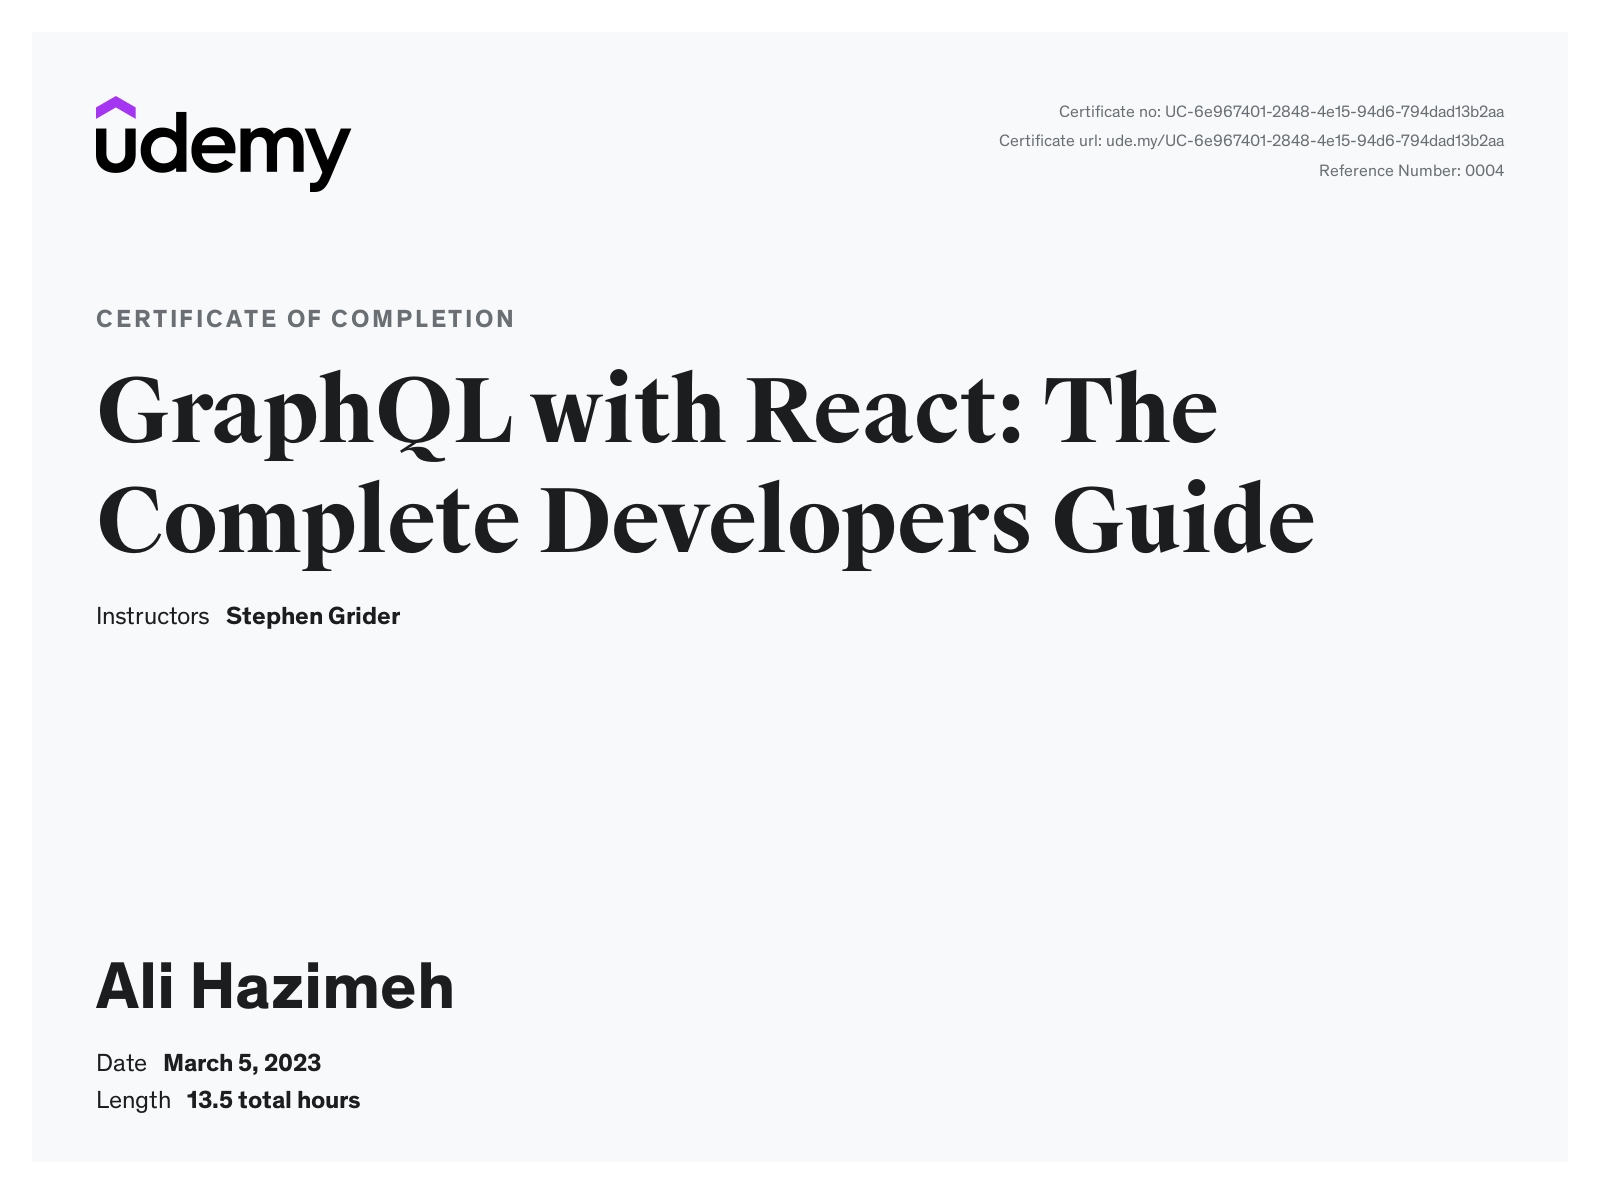 udemy
Certificate no: UC-6e967401-2848-4e15-94d6-794dad13b2aa
Certificate url: ude.my/UC-6e967401-2848-4e15-94d6-794dad13b2aa
Reference Number: 0004
CERTIFICATE OF COMPLETION
GraphQL with React: The
Complete Developers Guide
Instructors Stephen Grider
Ali Hazimeh
Date March 5, 2023
Length 13.5 total hours